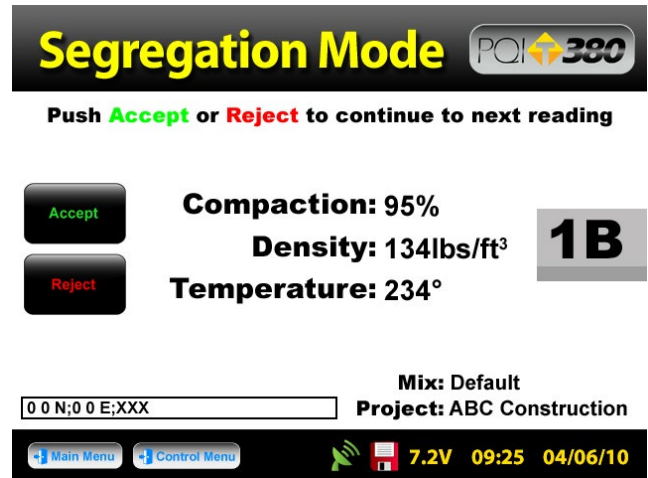 Segregation Mode PQI T 380
Push Accept or Reject to continue to next reading
Accept
Compaction: 95%
Density: 134lbs/ft³
1B
Reject
Temperature: 234°
Mix: Default
0 0 N;0 0 E;XXX
Project: ABC Construction
Main Menu Control Menu 7.2V 09:25 04/06/10